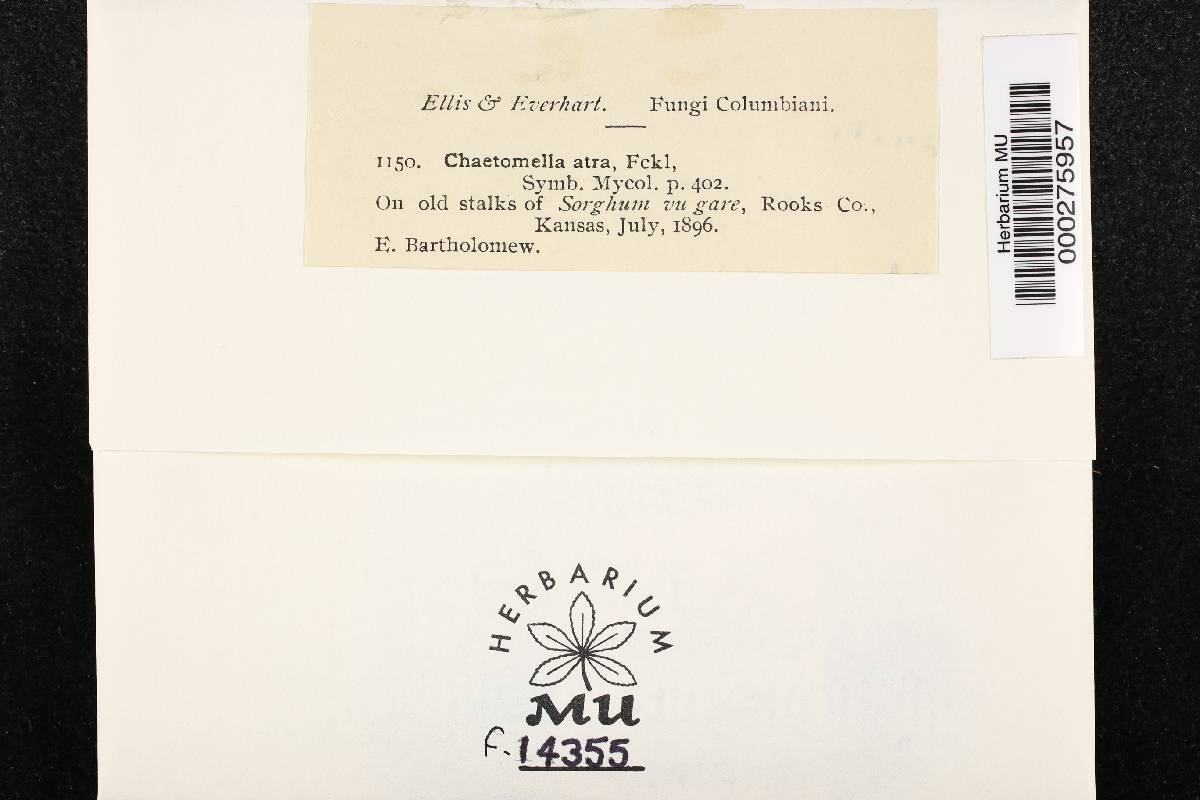 Ellis & Everhart. Fungi Columbiani.
1150. Chaetomella atra, Fckl,
Symb. Mycol. p. 402.
On old stalks of Sorghum vu gare, Rooks Co.,
Kansas, July, 1896.
E. Bartholomew.
Herbarium MU
000275957
HERBARIUM
MU
F. 14355